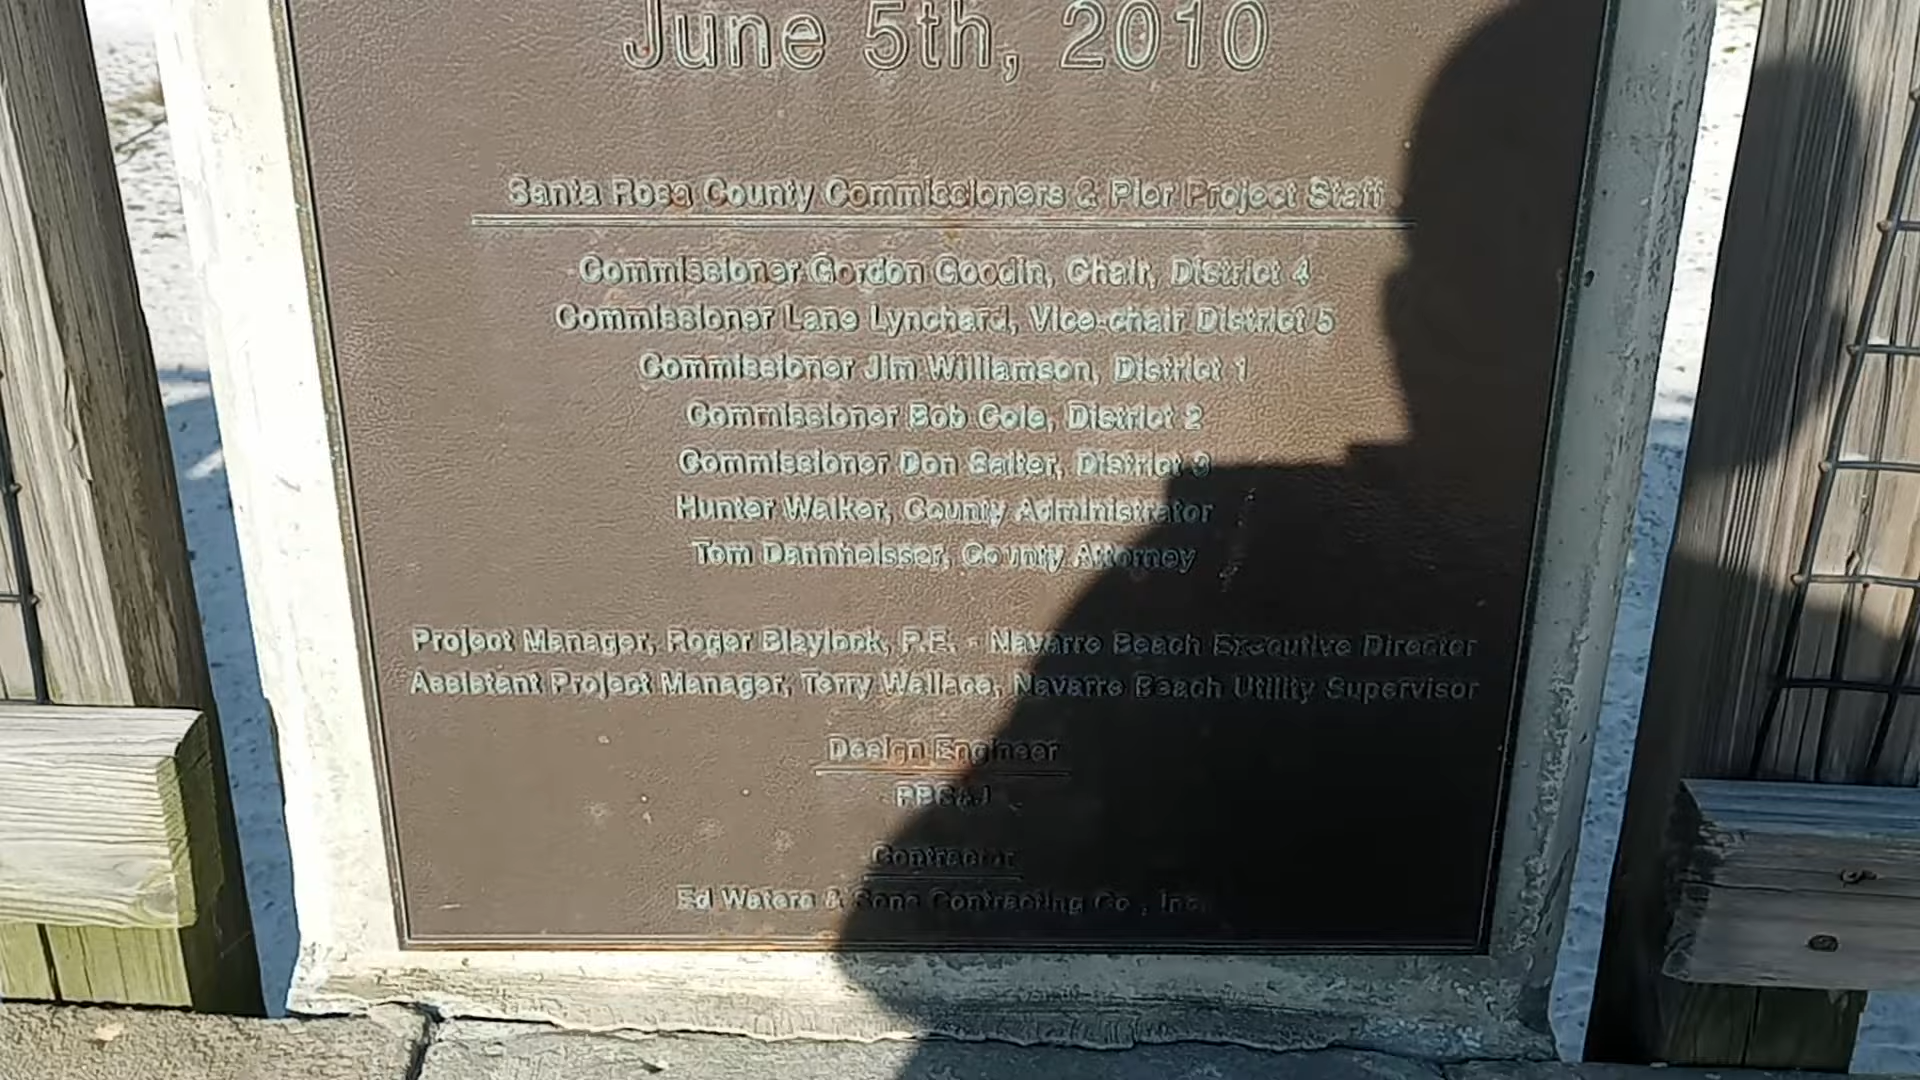 June 5th, 2010
Santa Rosa County Commissioners & Pier Project Staff
Commissioner Gordon Goodin, Chair, District 4
Commissioner Lane Lynchard, Vice-chair District 5
Commissioner Jim Williamson, District 1
Commissioner Bob Cole, District 2
Commissioner Don Salter, District 3
Hunter Walker, County Administrator
Tom Dannheisser, County Attorney
Project Manager, Roger Blaylock, P.E. - Navarre Beach Executive Director
Assistant Project Manager, Terry Wallace, Navarre Beach Utility Supervisor
Design Engineer
PBS&J
Contractor
Ed Waters & Sons Contracting Co., Inc.